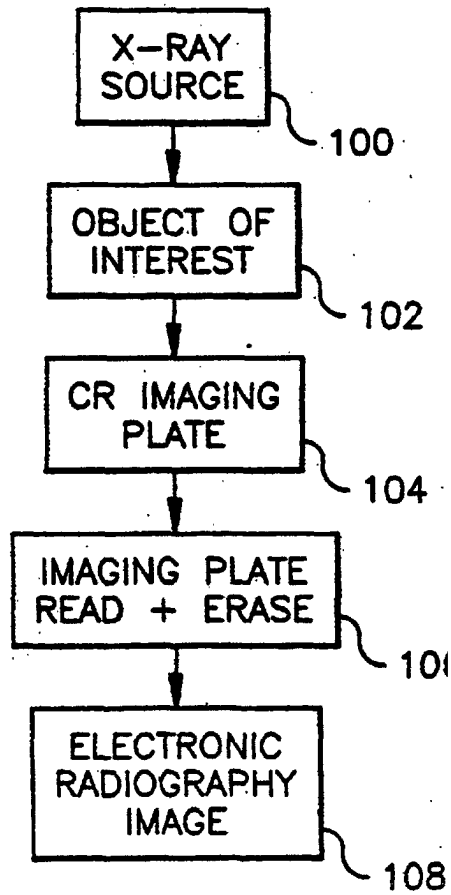 X-RAY
SOURCE
100
OBJECT OF
INTEREST
102
CR IMAGING
PLATE
104
IMAGING PLATE
READ + ERASE
ELECTRONIC
RADIOGRAPHY
IMAGE
108